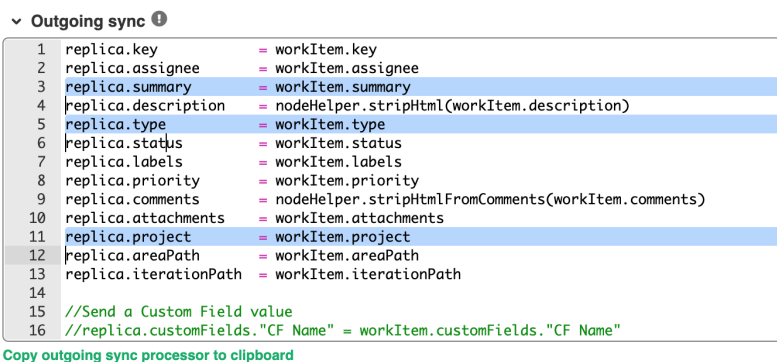 Outgoing sync !
1 replica.key = workItem.key
2 replica.assignee = workItem.assignee
3 replica.summary = workItem.summary
4 replica.description = nodeHelper.stripHtml(workItem.description)
5 replica.type = workItem.type
6 replica.status = workItem.status
7 replica.labels = workItem.labels
8 replica.priority = workItem.priority
9 replica.comments = nodeHelper.stripHtmlFromComments(workItem.comments)
10 replica.attachments = workItem.attachments
11 replica.project = workItem.project
12 replica.areaPath = workItem.areaPath
13 replica.iterationPath = workItem.iterationPath
14
15 //Send a Custom Field value
16 //replica.customFields."CF Name" = workItem.customFields."CF Name"
Copy outgoing sync processor to clipboard